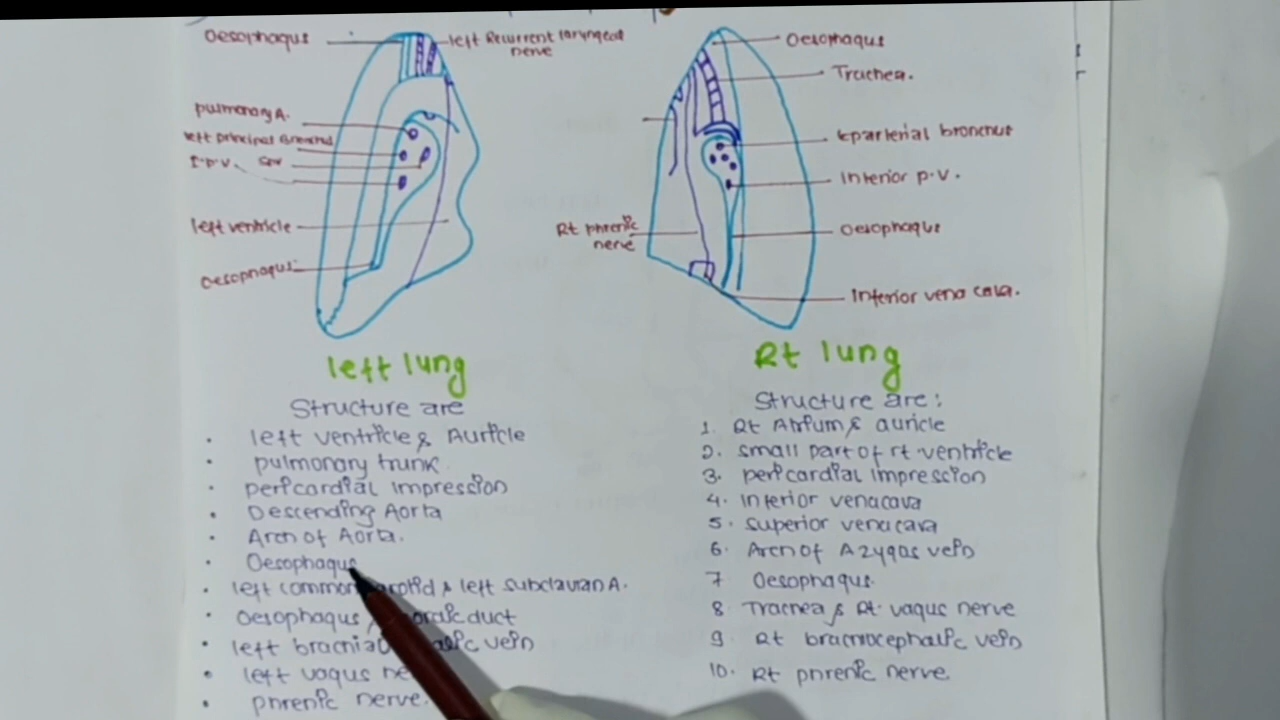 Oesophagus
left Recurrent laryngeal
nerve
pulmonary A.
left principal Bronchus
I.P.V. SPV
left ventricle
Oesophagus
Oesophagus
Trachea.
Eparterial bronchus
Inferior p.v.
Rt phrenic
nerve
Oesophagus
Inferior vena cava.
left lung
Structure are
• left ventricle & Auricle
• pulmonary trunk
• pericardial impression
• Descending Aorta
• Arch of Aorta.
• Oesophagus
• left common & left subclavian A.
• Oesophagus duct
• left vein
• left vagus
• phrenic nerve.
Rt lung
Structure are:
1. Rt Atrium & auricle
2. small part of rt ventricle
3. pericardial impression
4. Inferior venacava
5. superior venacava
6. Arch of Azygos vein
7 Oesophagus.
8 Trachea & Rt. vagus nerve
9 Rt brachiocephalic vein
10. Rt phrenic nerve.